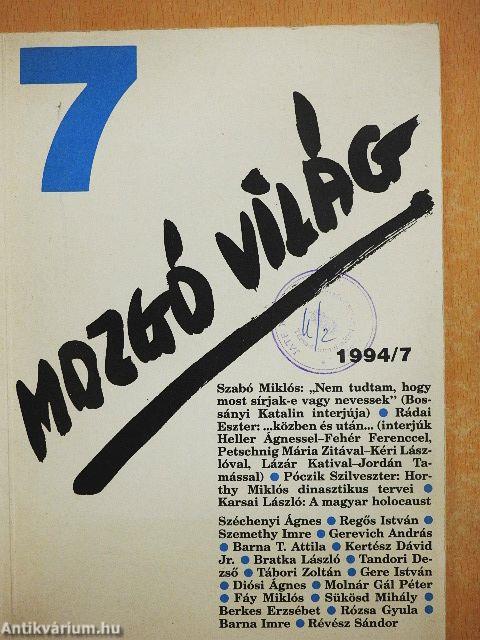 7
MOZGÓ VILÁG
4/2
1994/7
Szabó Miklós: „Nem tudtam, hogy
most sírjak-e vagy nevessek” (Bos-
sányi Katalin interjúja) ● Rádai
Eszter: ...közben és után... (interjúk
Heller Ágnessel–Fehér Ferenccel,
Petschnig Mária Zitával–Kéri Lász-
lóval, Lázár Katival–Jordán Ta-
mással) ● Póczik Szilveszter: Hor-
thy Miklós dinasztikus tervei ●
Karsai László: A magyar holocaust
Széchenyi Ágnes ● Regős István ●
Szemethy Imre ● Gerevich András
● Barna T. Attila ● Kertész Dávid
Jr. ● Bratka László ● Tandori De-
zső ● Tábori Zoltán ● Gere István
● Diósi Ágnes ● Molnár Gál Péter
● Fáy Miklós ● Sükösd Mihály ●
Berkes Erzsébet ● Rózsa Gyula ●
Barna Imre ● Révész Sándor
Antikvárium.hu